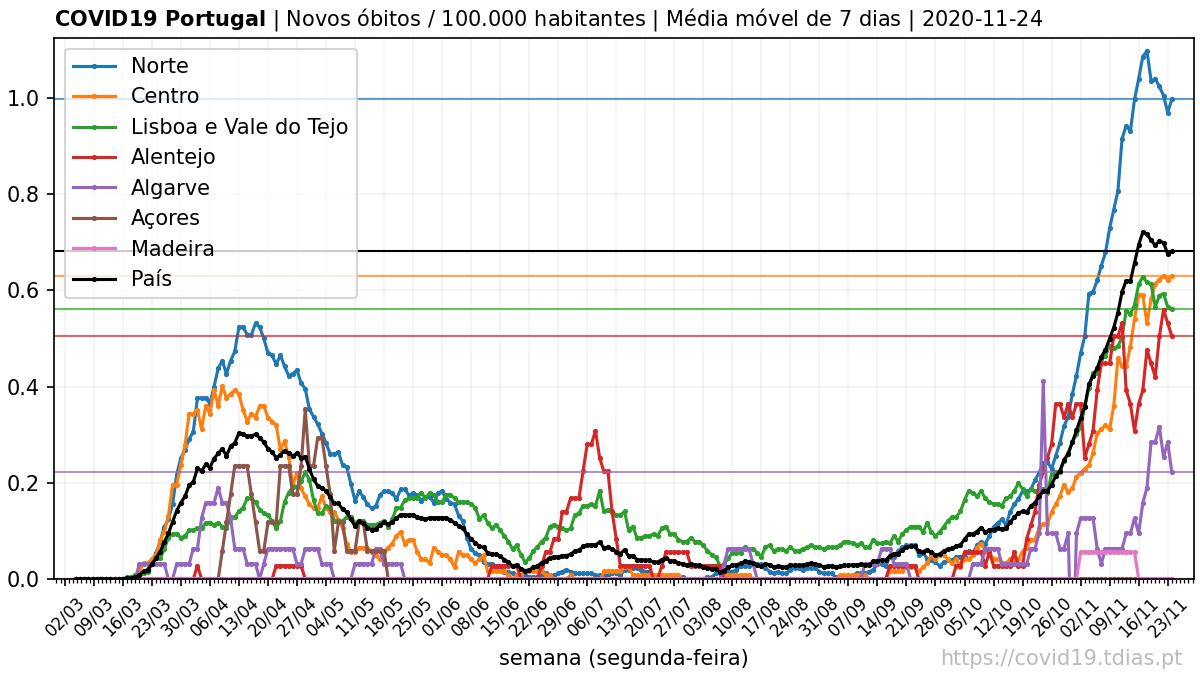 COVID19 Portugal | Novos óbitos / 100.000 habitantes | Média móvel de 7 dias | 2020-11-24
Norte
Centro
Lisboa e Vale do Tejo
Alentejo
Algarve
Açores
Madeira
País
1.0
0.8
0.6
0.4
0.2
0.0
02/03 09/03 16/03 23/03 30/03 06/04 13/04 20/04 27/04 04/05 11/05 18/05 25/05 01/06 08/06 15/06 22/06 29/06 06/07 13/07 20/07 27/07 03/08 10/08 17/08 24/08 31/08 07/09 14/09 21/09 28/09 05/10 12/10 19/10 26/10 02/11 09/11 16/11 23/11
semana (segunda-feira)
https://covid19.tdias.pt